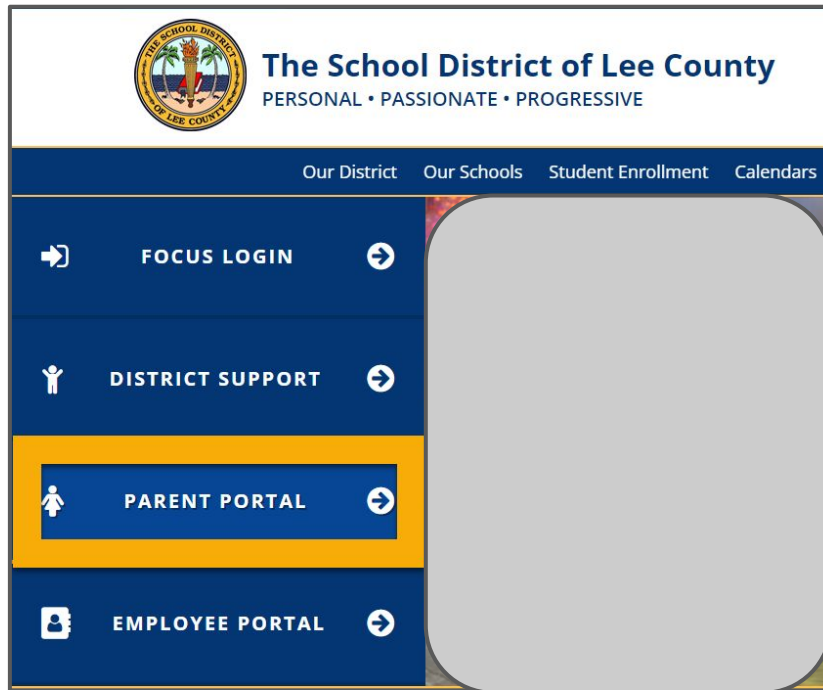 THE SCHOOL DISTRICT
OF LEE COUNTY
The School District of Lee County
PERSONAL • PASSIONATE • PROGRESSIVE
Our District Our Schools Student Enrollment Calendars
FOCUS LOGIN
DISTRICT SUPPORT
PARENT PORTAL
EMPLOYEE PORTAL